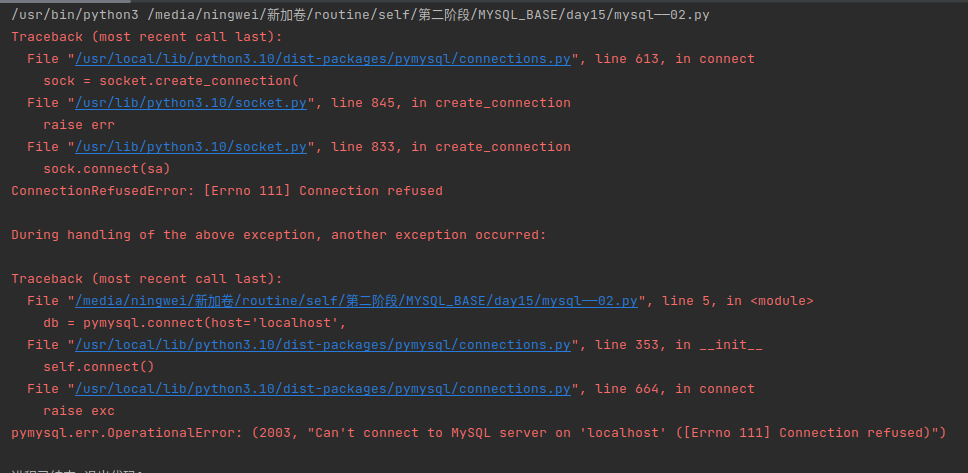 /usr/bin/python3 /media/ningwei/新加卷/routine/self/第二阶段/MYSQL_BASE/day15/mysql——02.py
Traceback (most recent call last):
  File "/usr/local/lib/python3.10/dist-packages/pymysql/connections.py", line 613, in connect
    sock = socket.create_connection(
  File "/usr/lib/python3.10/socket.py", line 845, in create_connection
    raise err
  File "/usr/lib/python3.10/socket.py", line 833, in create_connection
    sock.connect(sa)
ConnectionRefusedError: [Errno 111] Connection refused
During handling of the above exception, another exception occurred:
Traceback (most recent call last):
  File "/media/ningwei/新加卷/routine/self/第二阶段/MYSQL_BASE/day15/mysql——02.py", line 5, in <module>
    db = pymysql.connect(host='localhost',
  File "/usr/local/lib/python3.10/dist-packages/pymysql/connections.py", line 353, in __init__
    self.connect()
  File "/usr/local/lib/python3.10/dist-packages/pymysql/connections.py", line 664, in connect
    raise exc
pymysql.err.OperationalError: (2003, "Can't connect to MySQL server on 'localhost' ([Errno 111] Connection refused)")